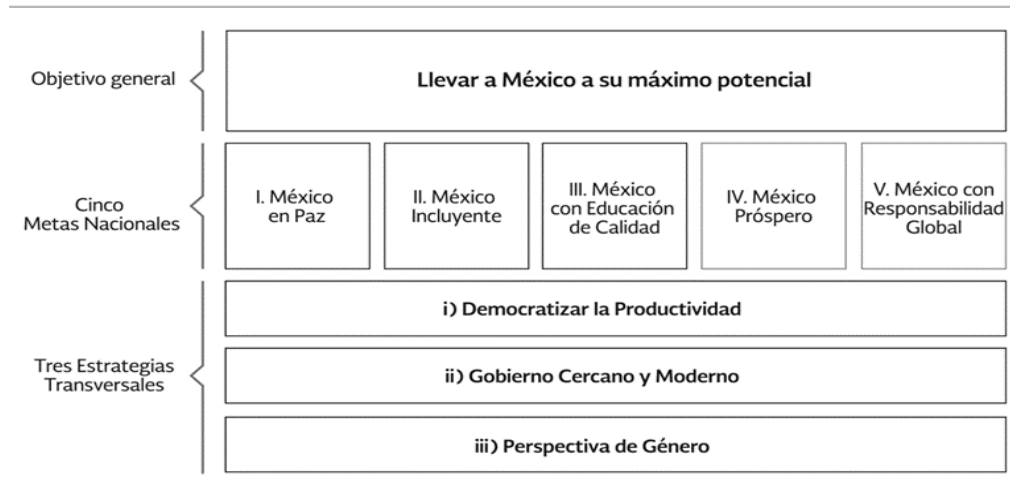 Objetivo general
Llevar a México a su máximo potencial
Cinco
Metas Nacionales
I. México
en Paz
II. México
Incluyente
III. México
con Educación
de Calidad
IV. México
Próspero
V. México con
Responsabilidad
Global
Tres Estrategias
Transversales
i) Democratizar la Productividad
ii) Gobierno Cercano y Moderno
iii) Perspectiva de Género